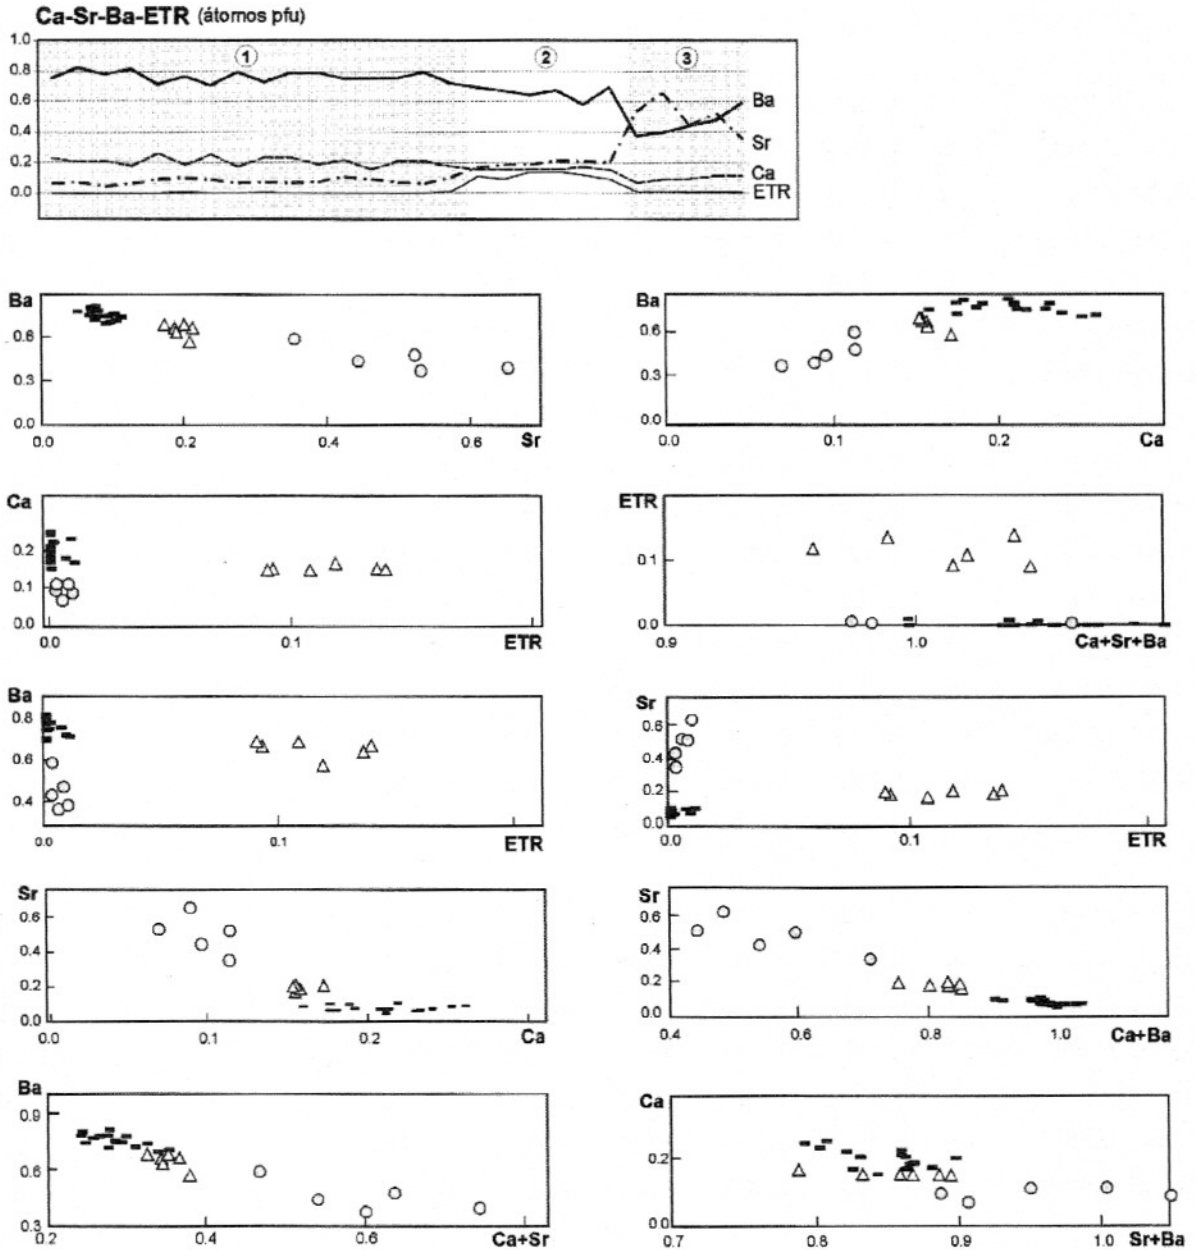 Ca-Sr-Ba-ETR (átomos pfu)
1.0
1 2 3
0.8
0.6 Ba
0.4
Sr
0.2
Ca
0.0 ETR
Ba
0.6
0.3
0.0
0.0 0.2 0.4 0.6 Sr
Ba
0.6
0.3
0.0
0.0 0.1 0.2 Ca
Ca
0.2
0.1
0.0
0.0 0.1 ETR
ETR
0.1
0.0
0.9 1.0 Ca+Sr+Ba
Ba
0.8
0.6
0.4
0.0 0.1 ETR
Sr
0.6
0.4
0.2
0.0
0.0 0.1 ETR
Sr
0.6
0.4
0.2
0.0
0.0 0.1 0.2 Ca
Sr
0.6
0.4
0.2
0.0
0.4 0.6 0.8 1.0 Ca+Ba
Ba
0.9
0.6
0.3
0.2 0.4 0.6 Ca+Sr
Ca
0.2
0.0
0.7 0.8 0.9 1.0 Sr+Ba